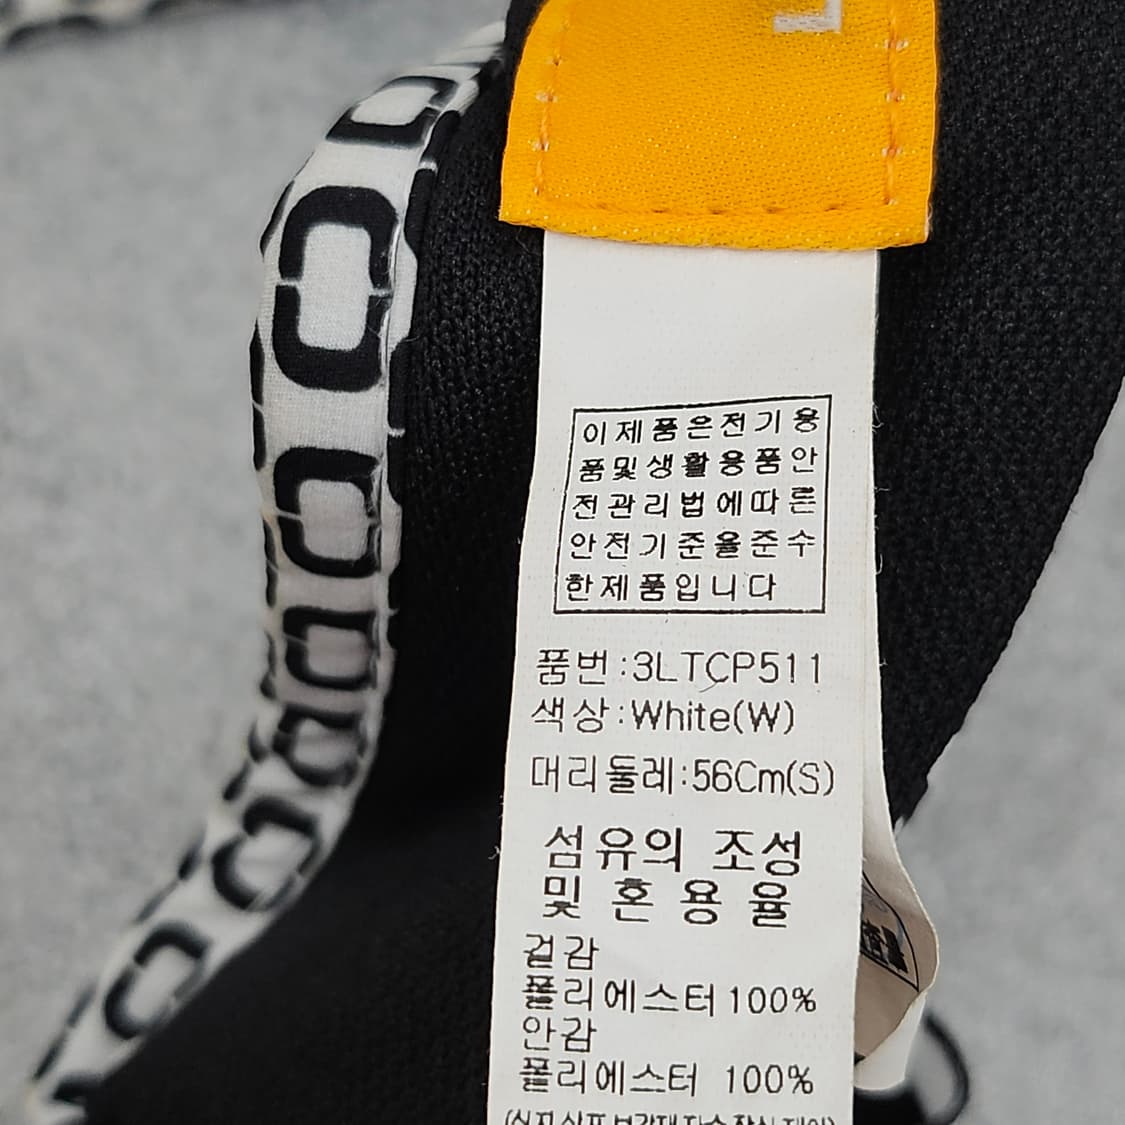 이제품은전기용
품및생활용품안
전관리법에따른
안전기준을준수
한제품입니다
품번:3LTCP511
색상:White(W)
머리둘레:56Cm(S)
섬유의 조성
및 혼용율
겉감
폴리에스터 100%
안감
폴리에스터 100%